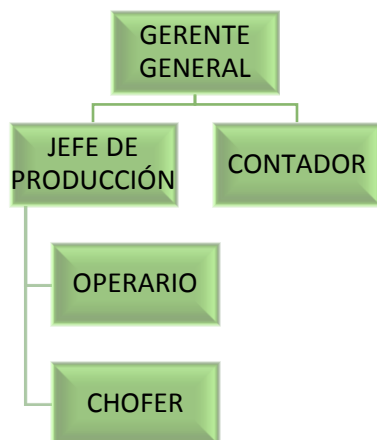 GERENTE
GENERAL
JEFE DE
PRODUCCIÓN
CONTADOR
OPERARIO
CHOFER